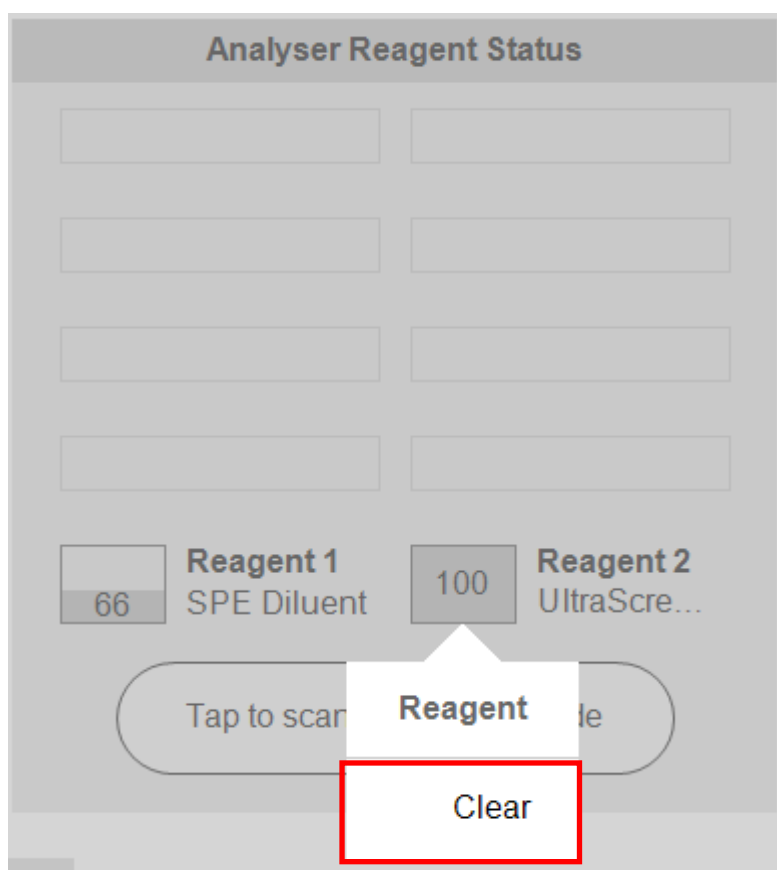 Analyser Reagent Status
Reagent 1
66
SPE Diluent
100
Reagent 2
UltraScre...
Tap to scan
de
Reagent
Clear